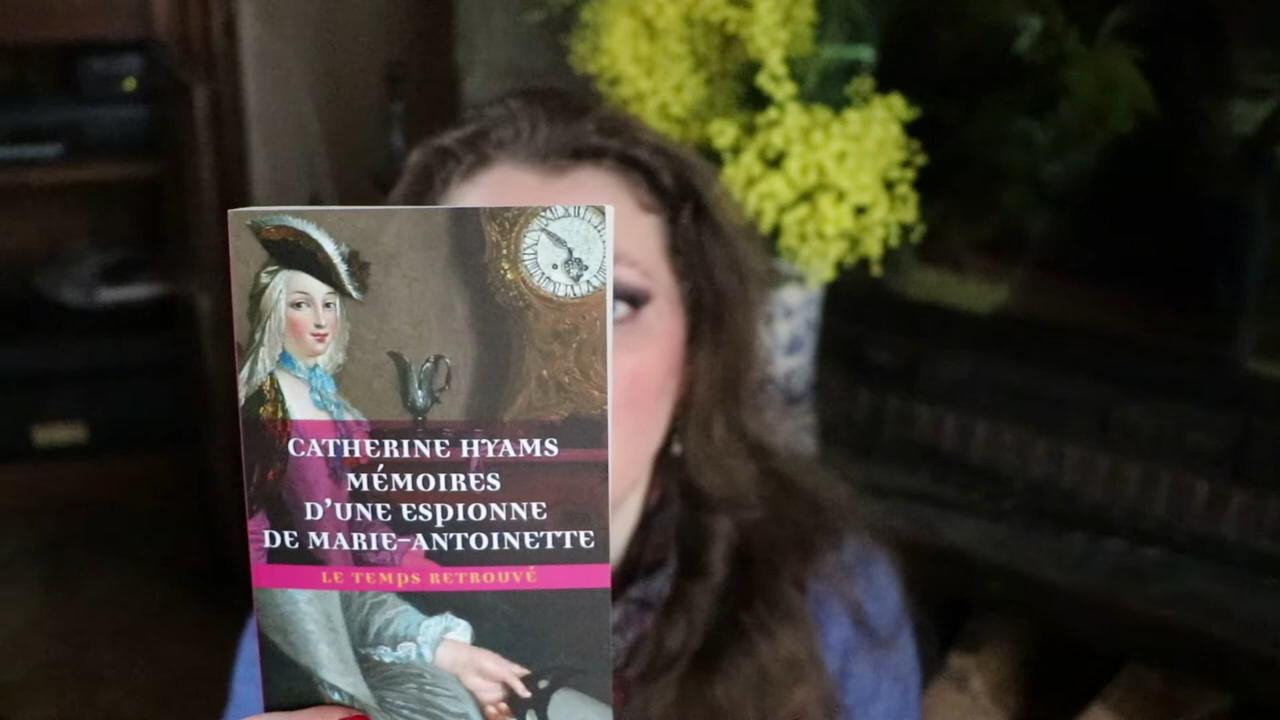 CATHERINE HYAMS
MÉMOIRES
D'UNE ESPIONNE
DE MARIE-ANTOINETTE
LE TEMPS RETROUVÉ